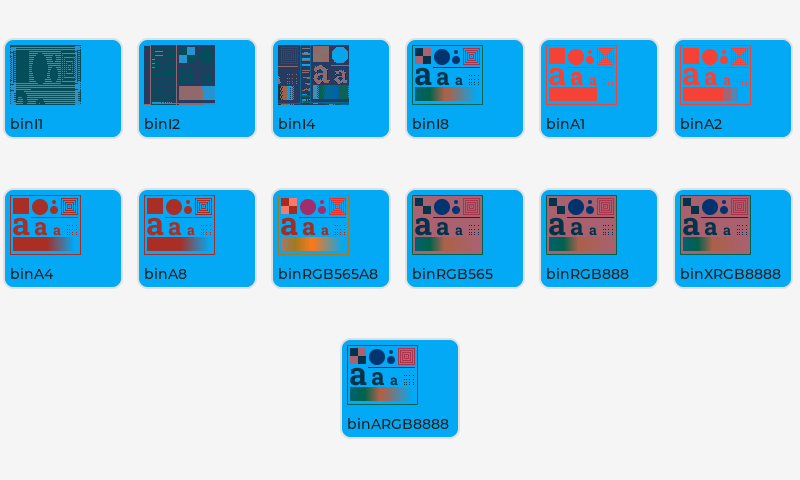 binI1
binI2
binI4
binI8
binA1
binA2
a a a
a a a
a a a
binA4
binA8
binRGB565A8
binRGB565
binRGB888
binXRGB8888
a a a
a a a
a a a
a a a
a a a
a a a
binARGB8888
a a a